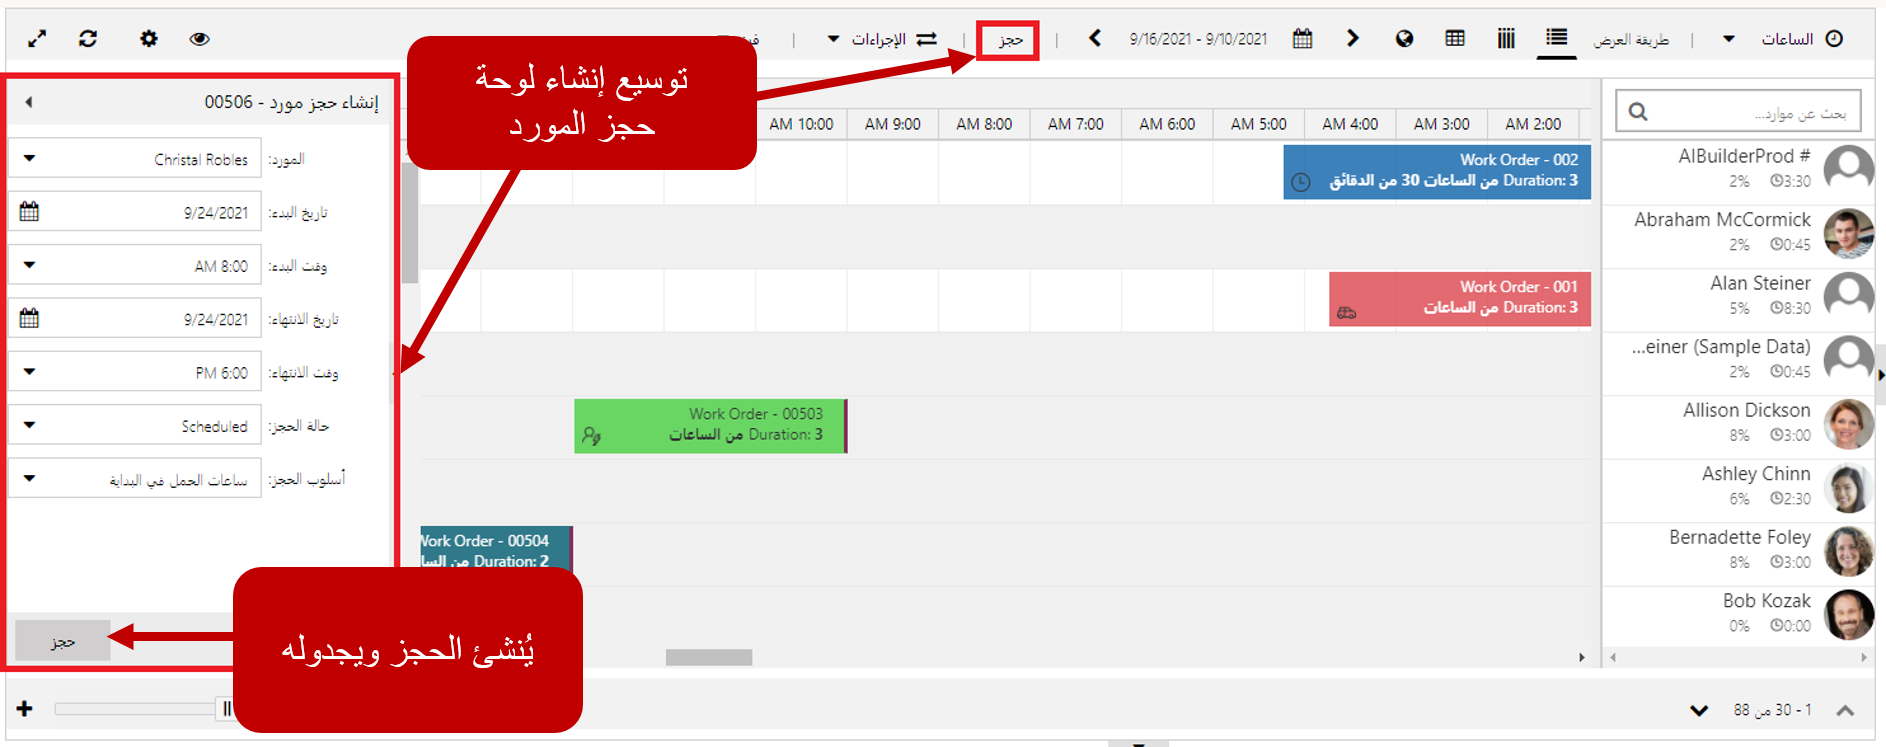 الساعات
طريقة العرض
9/16/2021 - 9/10/2021
حجز
الإجراءات
توسيع إنشاء لوحة
حجز المورد
إنشاء حجز مورد - 00506
المورد:
Christal Robles
تاريخ البدء:
9/24/2021
وقت البدء:
AM 8:00
تاريخ الانتهاء:
9/24/2021
وقت الانتهاء:
PM 6:00
حالة الحجز:
Scheduled
أسلوب الحجز:
ساعات الحمل في البداية
حجز
يُنشئ الحجز ويجدوله
AM 2:00
AM 3:00
AM 4:00
AM 5:00
AM 6:00
AM 7:00
AM 8:00
AM 9:00
AM 10:00
Work Order - 002
Duration: 3 من الساعات 30 من الدقائق
Work Order - 001
Duration: 3 من الساعات
Work Order - 00503
Duration: 3 من الساعات
Work Order - 00504
Duration: 2
بحث عن موارد...
AIBuilderProd #
2% 3:30
Abraham McCormick
2% 0:45
Alan Steiner
5% 8:30
...einer (Sample Data)
2% 0:45
Allison Dickson
8% 3:00
Ashley Chinn
6% 2:30
Bernadette Foley
8% 3:00
Bob Kozak
0% 0:00
1 - 30 من 88